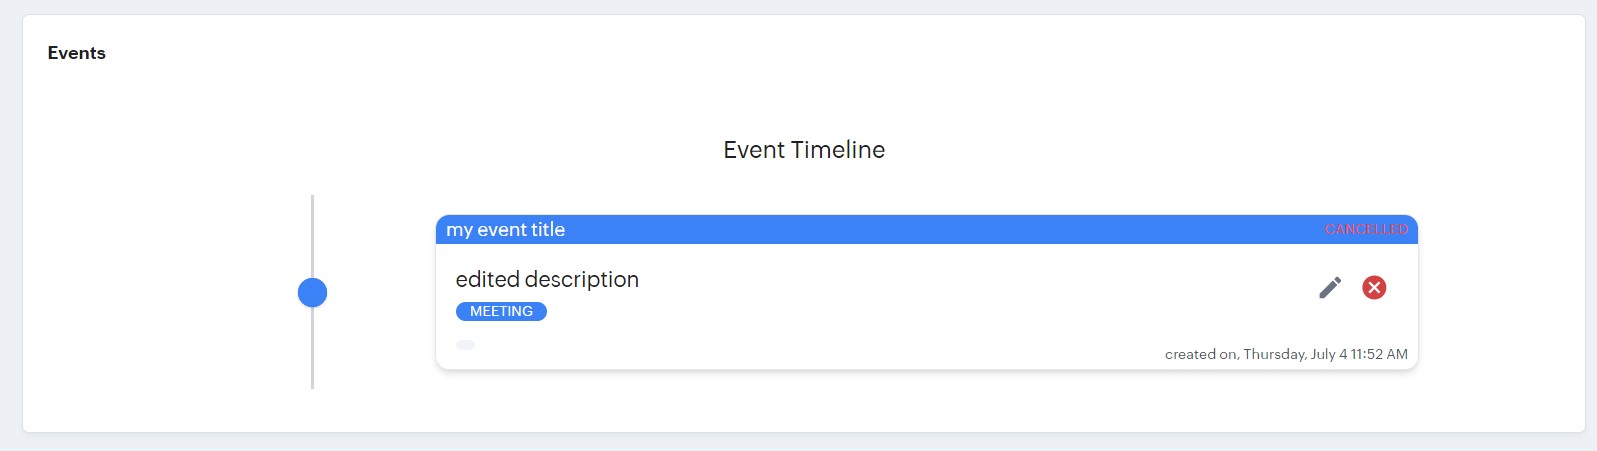 Events
Event Timeline
my event title CANCELLED
edited description
MEETING
created on, Thursday, July 4 11:52 AM